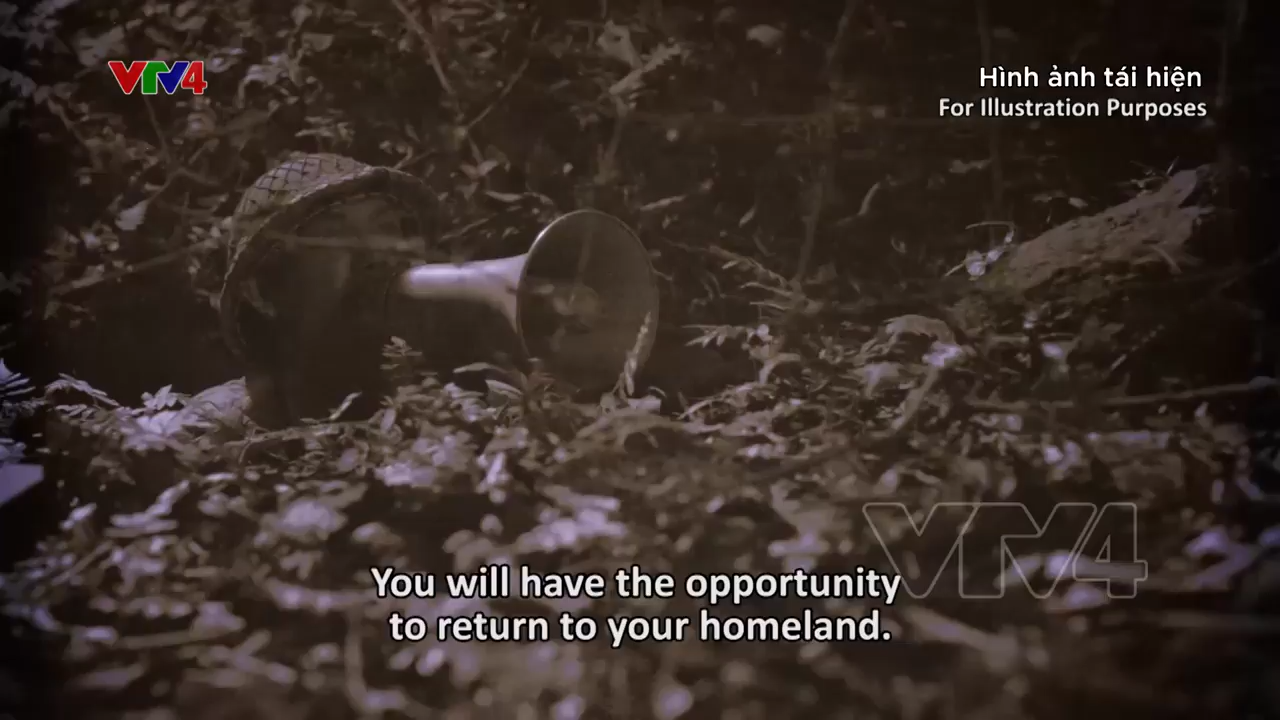 VTV4
Hình ảnh tái hiện
For Illustration Purposes
VTV4
You will have the opportunity
to return to your homeland.